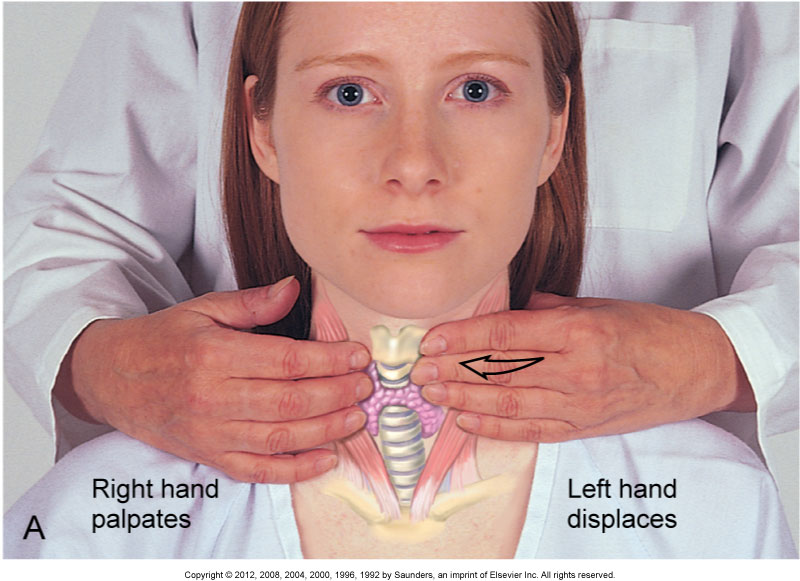 Right hand
palpates
Left hand
displaces
A
Copyright © 2012, 2008, 2004, 2000, 1996, 1992 by Saunders, an imprint of Elsevier Inc. All rights reserved.